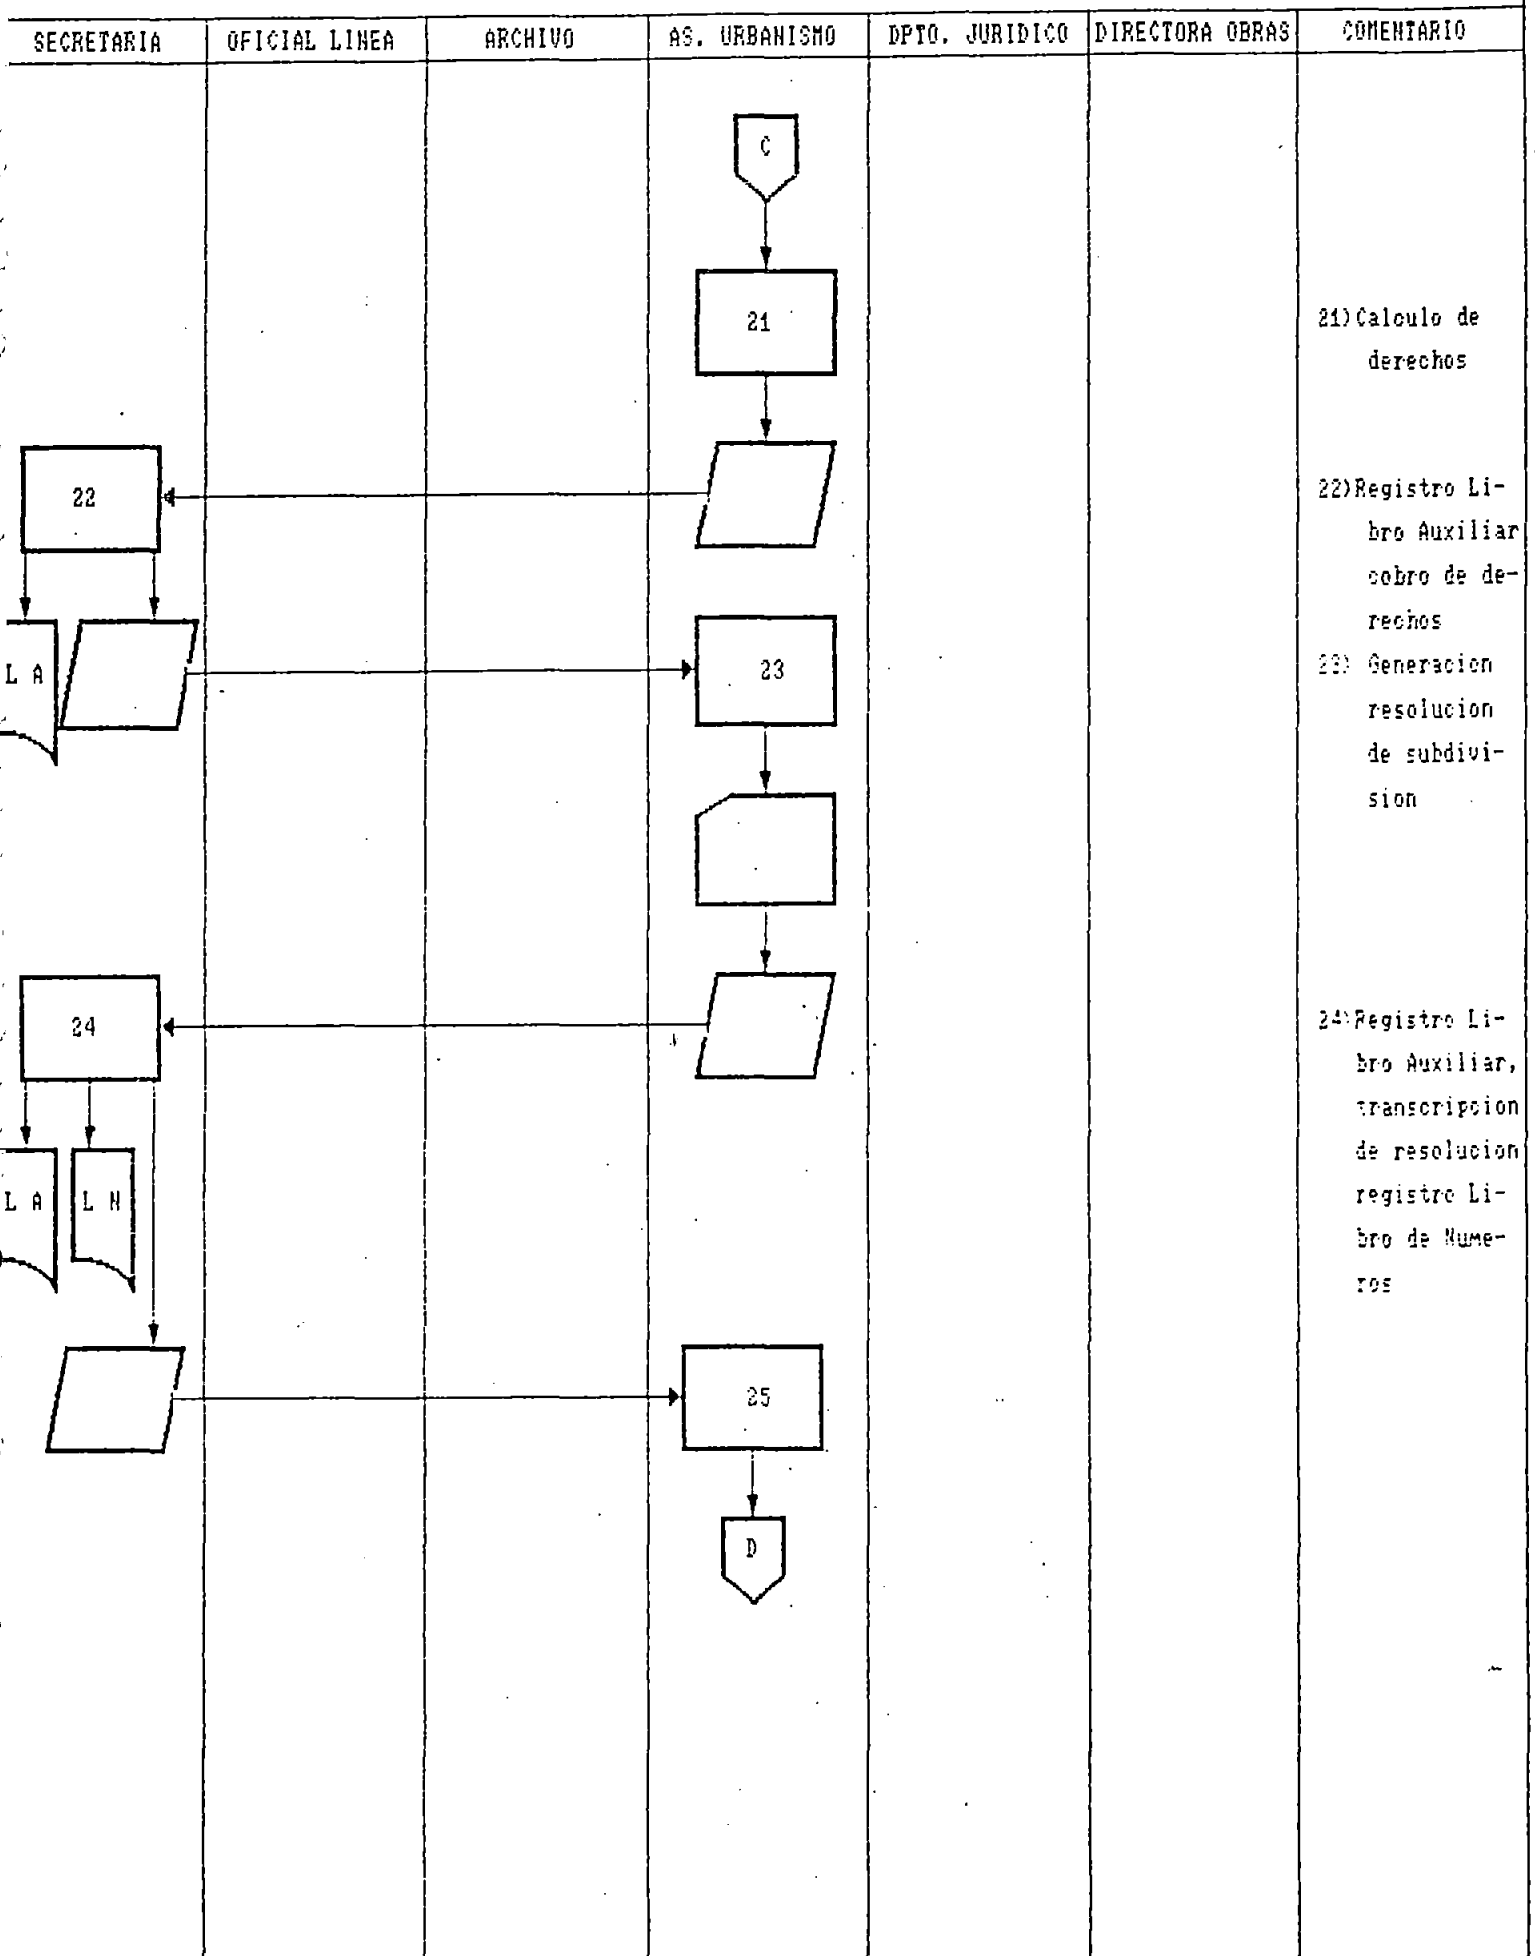 SECRETARIA OFICIAL LINEA ARCHIVO AS. URBANISMO DPTO. JURIDICO DIRECTORA OBRAS COMENTARIO
C
21
21) Calculo de
derechos
22
22) Registro Li-
bro Auxiliar
cobro de de-
rechos
L A
23
23) Generacion
resolucion
de subdivi-
sion
24
24) Registro Li-
bro Auxiliar,
transcripcion
de resolucion
registro Li-
bro de Nume-
ros
L A
L N
25
D